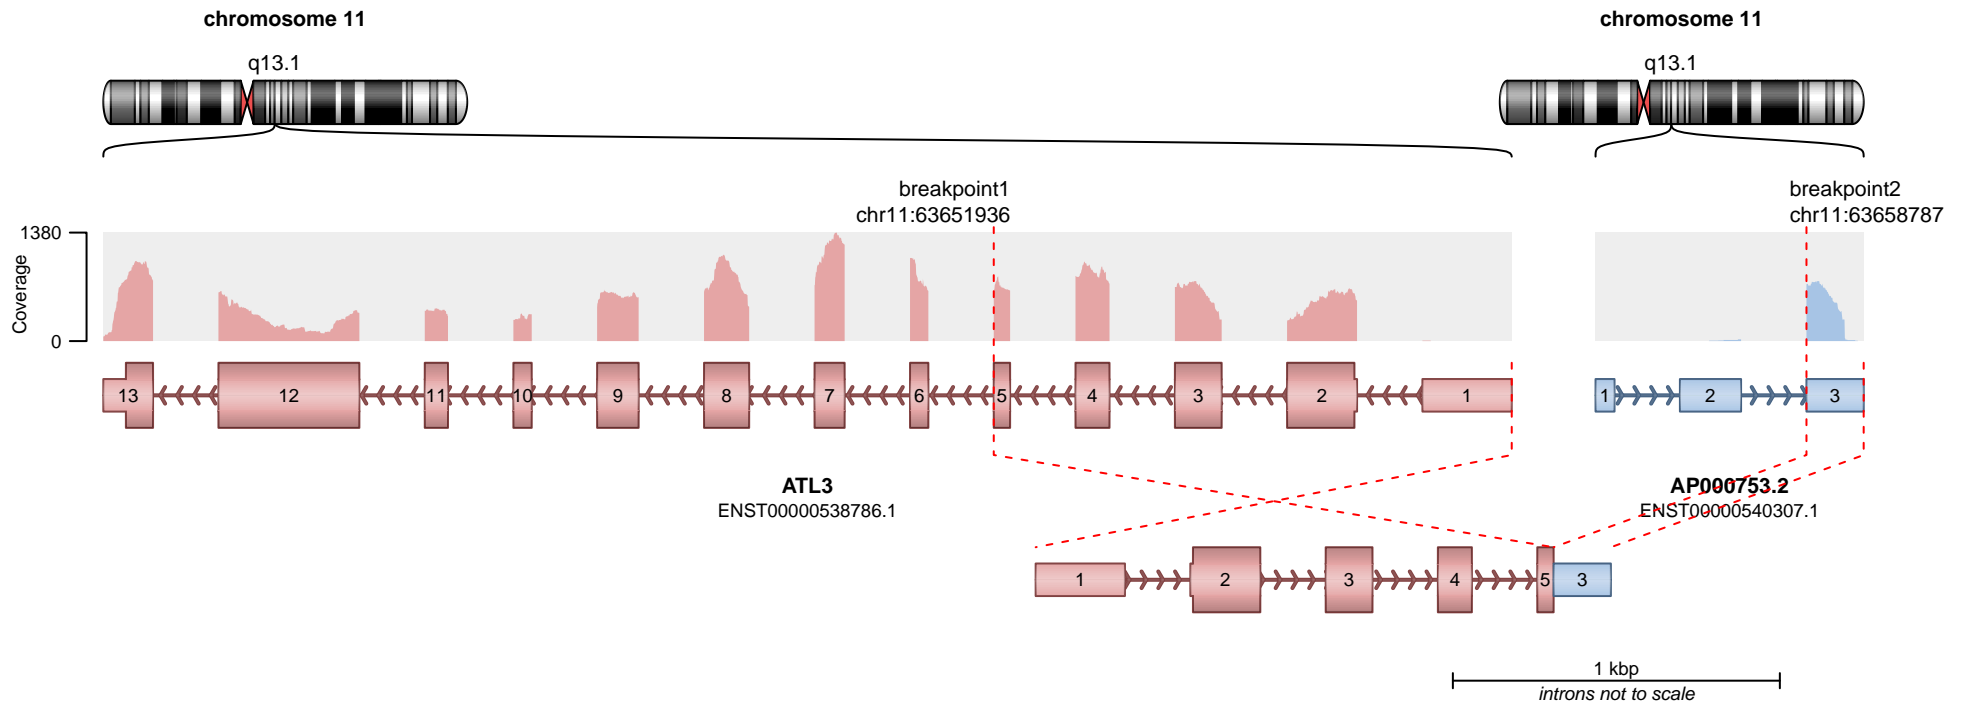 chromosome 11
chromosome 11
q13.1
q13.1
breakpoint1
chr11:63651936
breakpoint2
chr11:63658787
1380
Coverage
0
13 12 11 10 9 8 7 6 5 4 3 2 1
1 2 3
ATL3
ENST00000538786.1
AP000753.2
ENST00000540307.1
1 2 3 4 5 3
1 kbp
introns not to scale